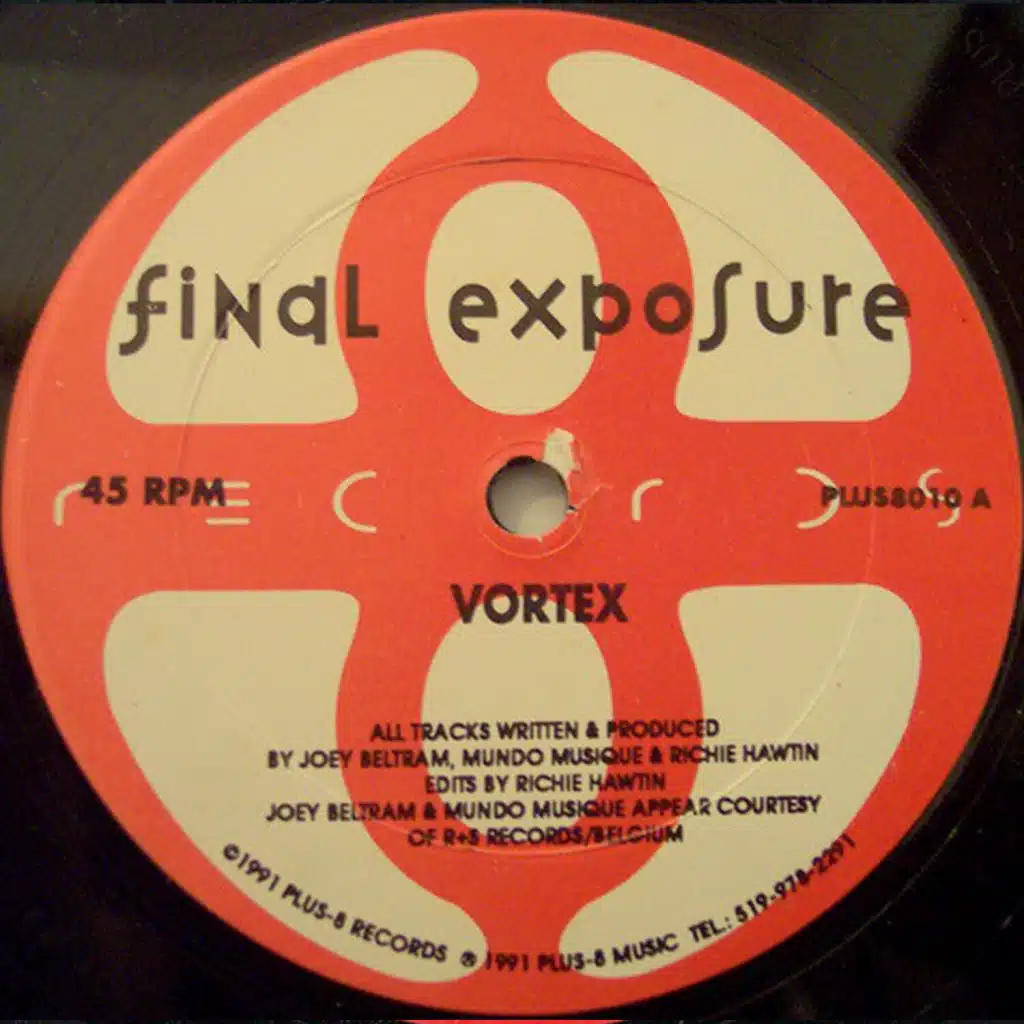 final exposure
45 RPM
RECORDS
PLUS8010 A
VORTEX
ALL TRACKS WRITTEN & PRODUCED
BY JOEY BELTRAM, MUNDO MUSIQUE & RICHIE HAWTIN
EDITS BY RICHIE HAWTIN
JOEY BELTRAM & MUNDO MUSIQUE APPEAR COURTESY
OF R+S RECORDS/BELGIUM
©1991 PLUS-8 RECORDS ℗ 1991 PLUS-8 MUSIC TEL.: 519-978-2291
PLUS